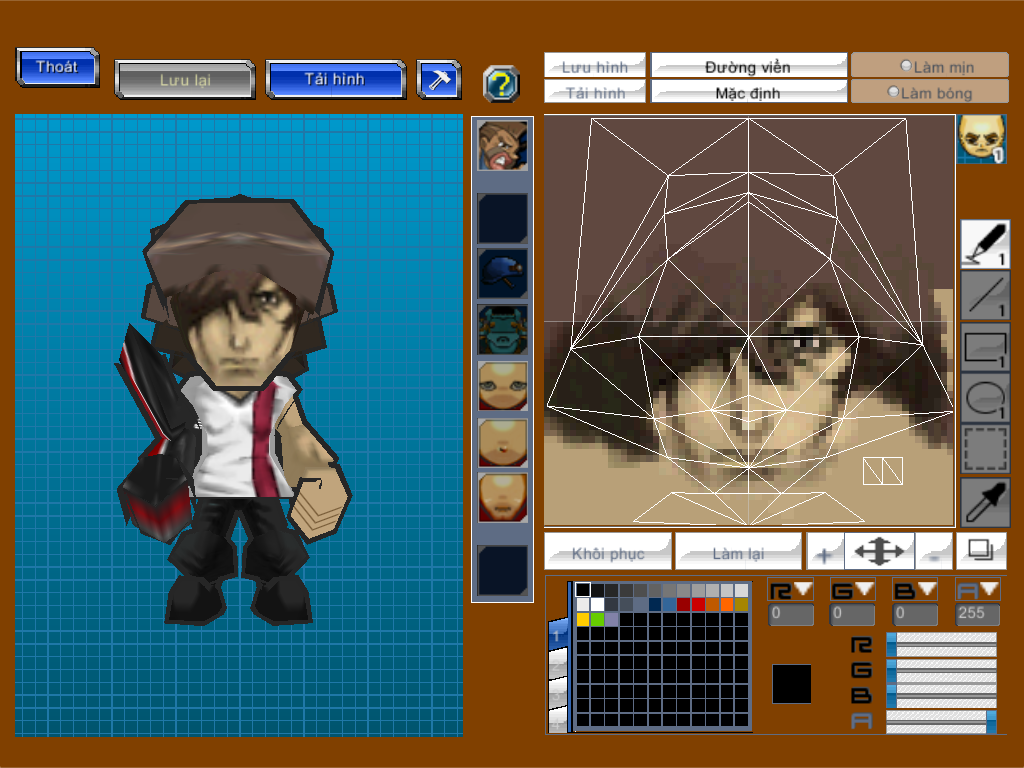 Thoát
Lưu lại
Tải hình
?
Lưu hình
Đường viền
Làm mịn
Tải hình
Mặc định
Làm bóng
1
1
1
1
1
Khôi phục
Làm lại
+
-
R
G
B
A
0
0
0
255
1
R
G
B
A